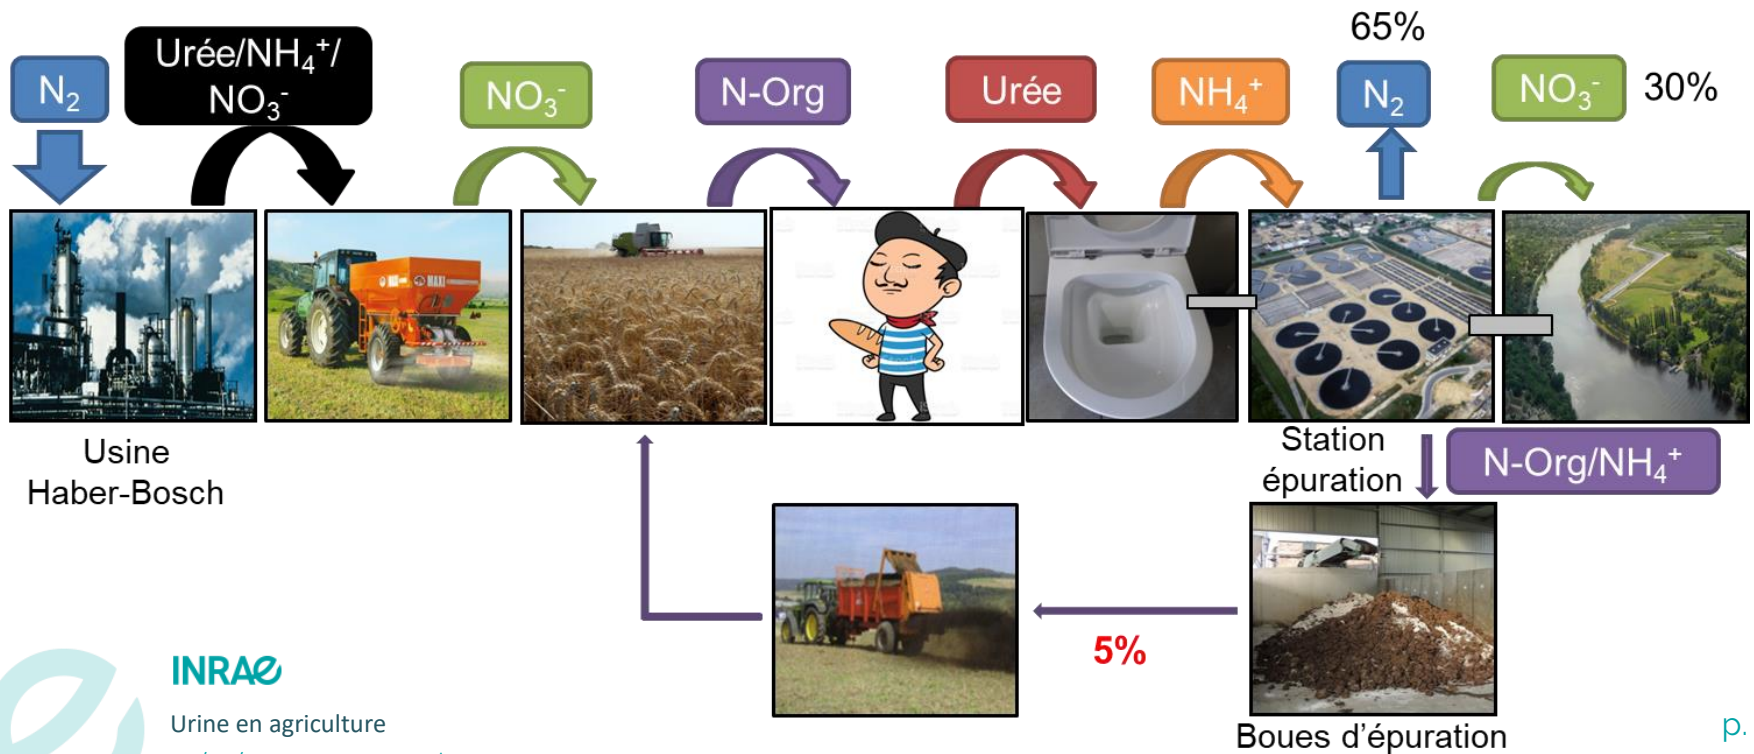 65%
N₂
Urée/NH₄⁺/
NO₃⁻
NO₃⁻
N-Org
Urée
NH₄⁺
N₂
NO₃⁻
30%
MAXI
Usine
Haber-Bosch
Station
épuration
N-Org/NH₄⁺
5%
Boues d'épuration
INRAE
Urine en agriculture
p.